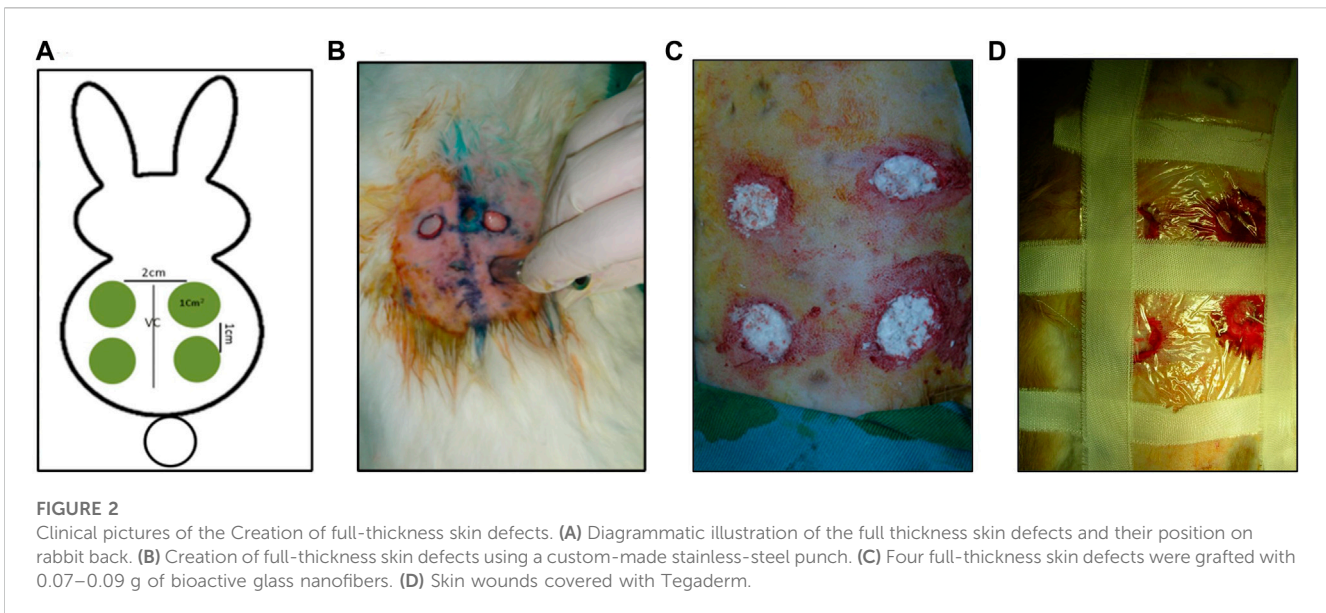 A
B
C
D
2cm
1Cm²
VC
1cm
FIGURE 2
Clinical pictures of the Creation of full-thickness skin defects. (A) Diagrammatic illustration of the full thickness skin defects and their position on
rabbit back. (B) Creation of full-thickness skin defects using a custom-made stainless-steel punch. (C) Four full-thickness skin defects were grafted with
0.07–0.09 g of bioactive glass nanofibers. (D) Skin wounds covered with Tegaderm.